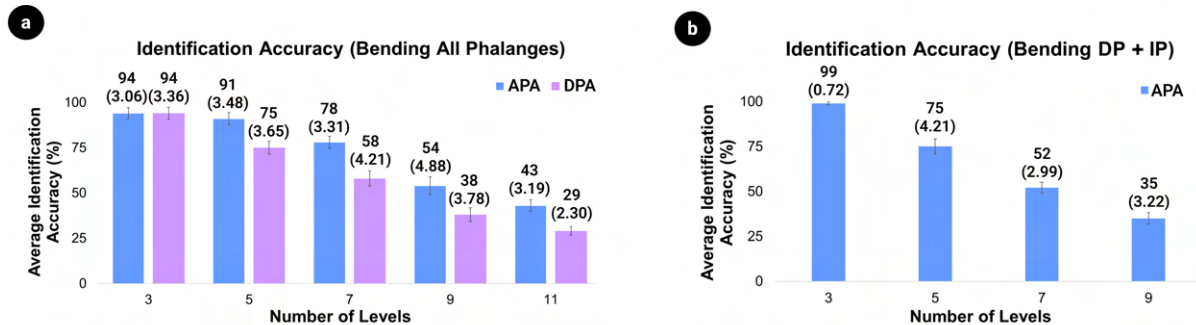 a
Identification Accuracy (Bending All Phalanges)
APA DPA
Average Identification
Accuracy (%)
100
75
50
25
0
94
(3.06)
94
(3.36)
91
(3.48)
75
(3.65)
78
(3.31)
58
(4.21)
54
(4.88)
38
(3.78)
43
(3.19)
29
(2.30)
3 5 7 9 11
Number of Levels
b
Identification Accuracy (Bending DP + IP)
APA
Average Identification
Accuracy (%)
100
75
50
25
0
99
(0.72)
75
(4.21)
52
(2.99)
35
(3.22)
3 5 7 9
Number of Levels